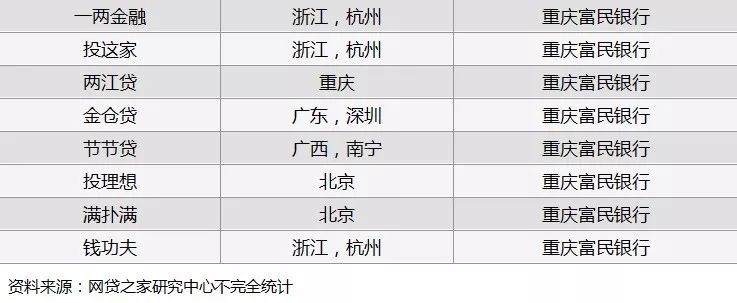 一两金融 浙江，杭州 重庆富民银行
投这家 浙江，杭州 重庆富民银行
两江贷 重庆 重庆富民银行
金仓贷 广东，深圳 重庆富民银行
节节贷 广西，南宁 重庆富民银行
投理想 北京 重庆富民银行
满扑满 北京 重庆富民银行
钱功夫 浙江，杭州 重庆富民银行
资料来源：网贷之家研究中心不完全统计